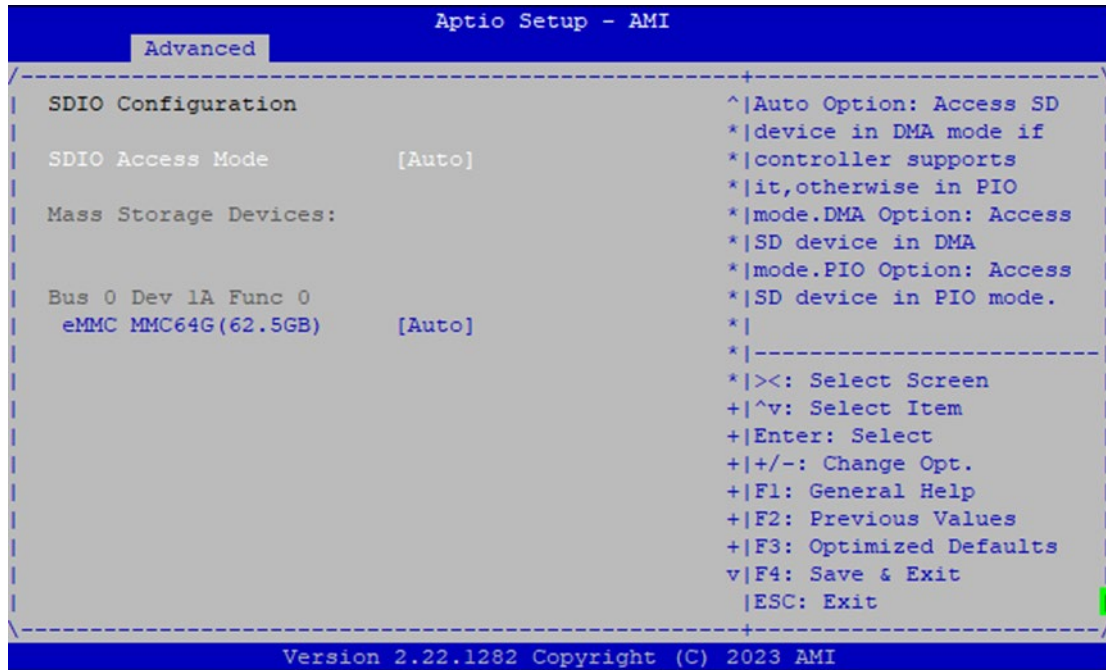 Aptio Setup - AMI
Advanced
/----------------------------------------------------+-------------------------\
| SDIO Configuration ^|Auto Option: Access SD |
| *|device in DMA mode if |
| SDIO Access Mode [Auto] *|controller supports |
| *|it,otherwise in PIO |
| Mass Storage Devices: *|mode.DMA Option: Access |
| *|SD device in DMA |
| *|mode.PIO Option: Access |
| Bus 0 Dev 1A Func 0 *|SD device in PIO mode. |
| eMMC MMC64G(62.5GB) [Auto] *| |
| *|-------------------------|
| *|><: Select Screen |
| +|^v: Select Item |
| +|Enter: Select |
| +|+/-: Change Opt. |
| +|F1: General Help |
| +|F2: Previous Values |
| +|F3: Optimized Defaults |
| v|F4: Save & Exit |
| |ESC: Exit |
\----------------------------------------------------+-------------------------/
Version 2.22.1282 Copyright (C) 2023 AMI